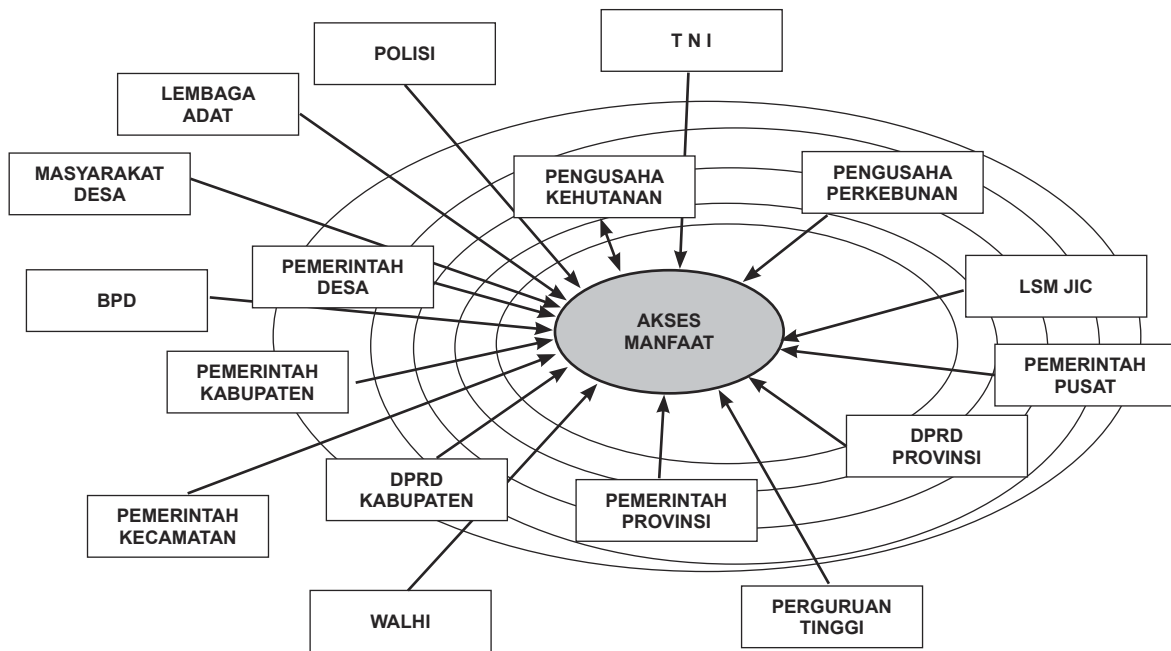 T N I
POLISI
LEMBAGA
ADAT
MASYARAKAT
DESA
PENGUSAHA
KEHUTANAN
PENGUSAHA
PERKEBUNAN
PEMERINTAH
DESA
BPD
LSM JIC
AKSES
MANFAAT
PEMERINTAH
KABUPATEN
PEMERINTAH
PUSAT
DPRD
PROVINSI
DPRD
KABUPATEN
PEMERINTAH
PROVINSI
PEMERINTAH
KECAMATAN
WALHI
PERGURUAN
TINGGI